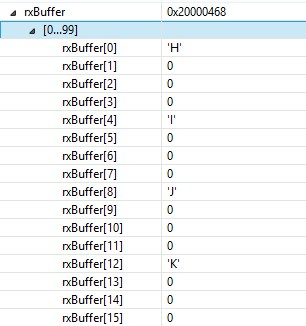 rxBuffer 0x20000468
[0...99]
rxBuffer[0] 'H'
rxBuffer[1] 0
rxBuffer[2] 0
rxBuffer[3] 0
rxBuffer[4] 'I'
rxBuffer[5] 0
rxBuffer[6] 0
rxBuffer[7] 0
rxBuffer[8] 'J'
rxBuffer[9] 0
rxBuffer[10] 0
rxBuffer[11] 0
rxBuffer[12] 'K'
rxBuffer[13] 0
rxBuffer[14] 0
rxBuffer[15] 0